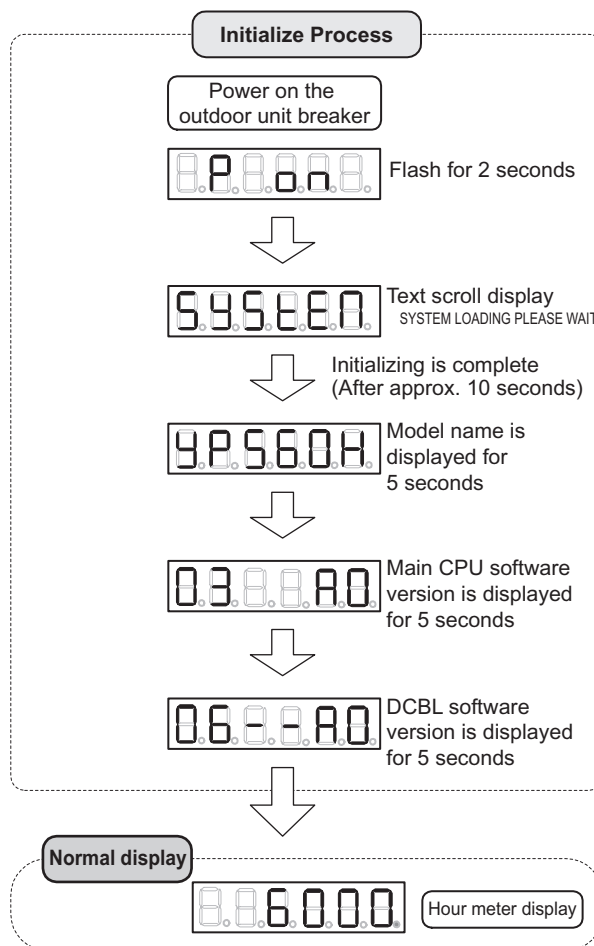 Initialize Process
Power on the
outdoor unit breaker
P on
Flash for 2 seconds
SyStEM
Text scroll display
SYSTEM LOADING PLEASE WAIT
Initializing is complete
(After approx. 10 seconds)
yPS60H
Model name is
displayed for
5 seconds
03 A0
Main CPU software
version is displayed
for 5 seconds
06--A0
DCBL software
version is displayed
for 5 seconds
Normal display
6000.
Hour meter display